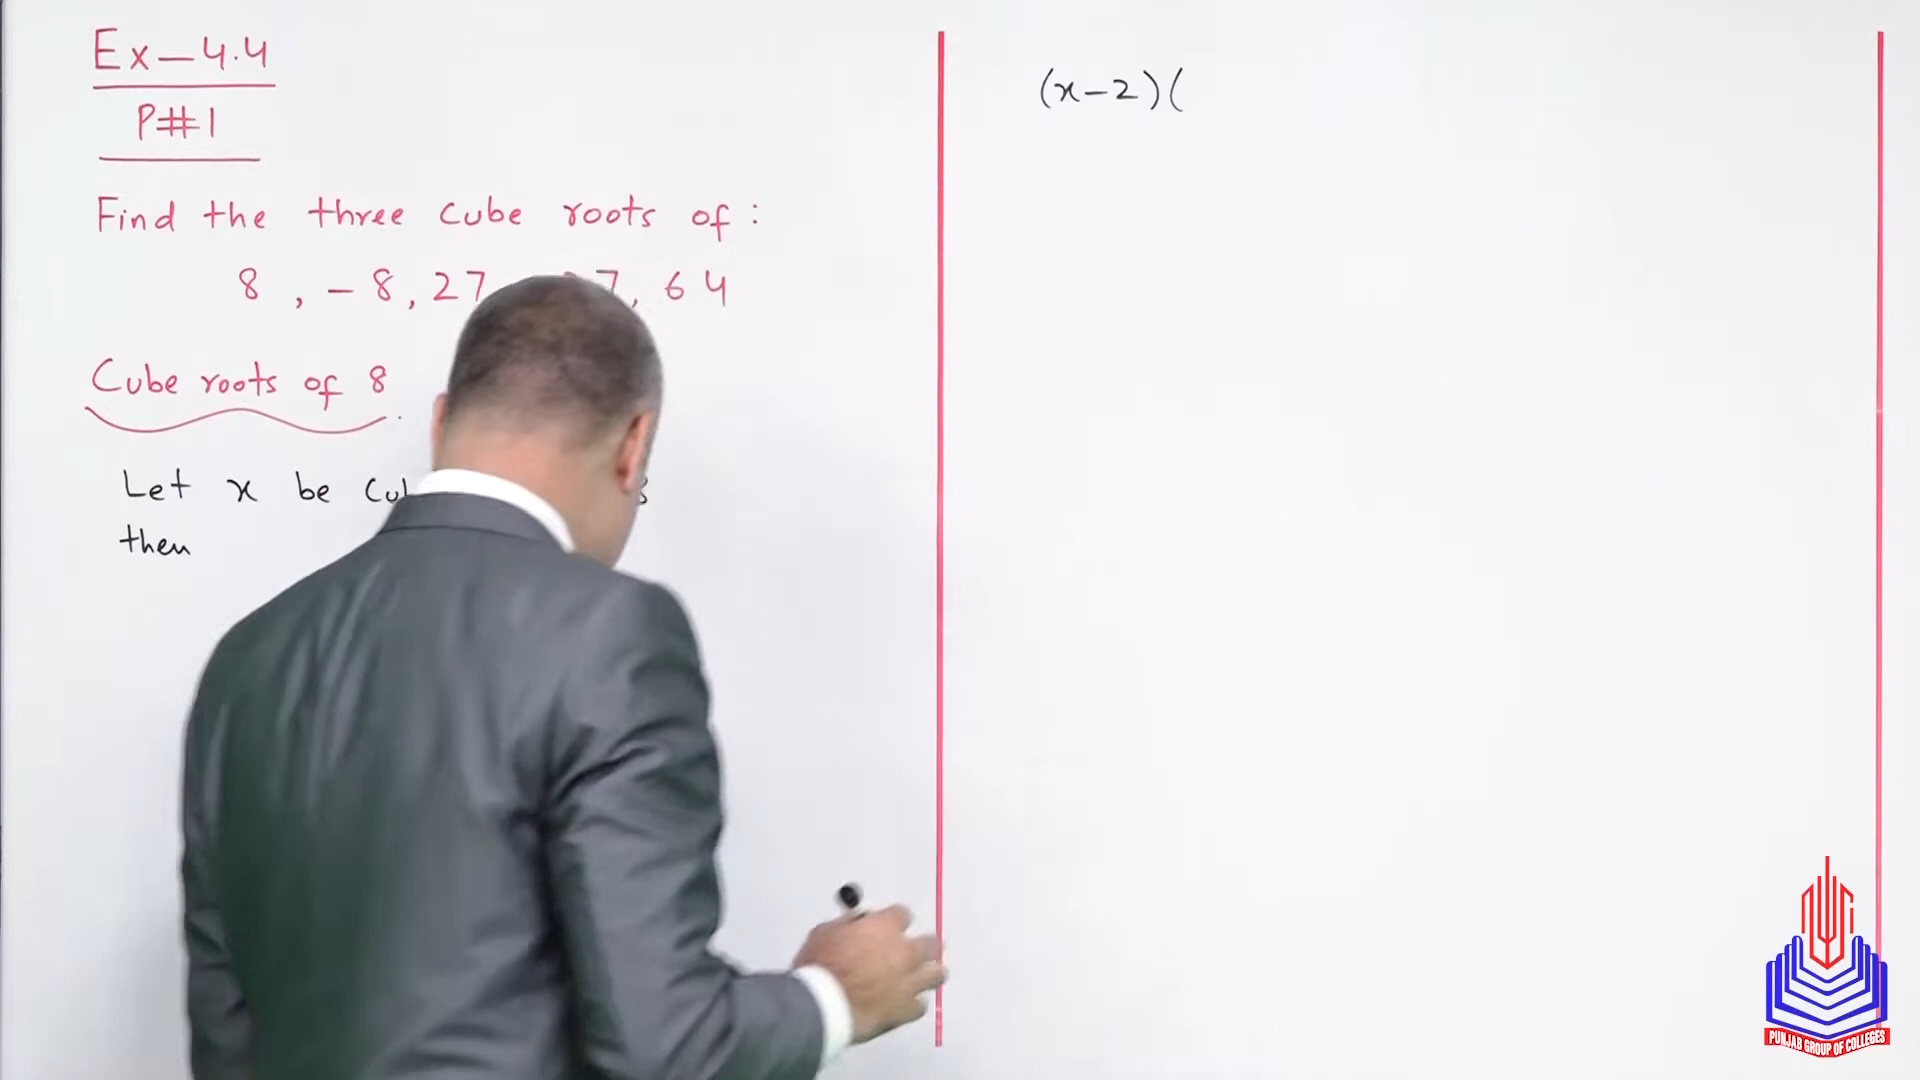 Ex-4.4
P#1
Find the three cube roots of :
8 , -8, 27 7, 64
Cube roots of 8
Let x be
then
(x-2)(
PUNJAB GROUP OF COLLEGES